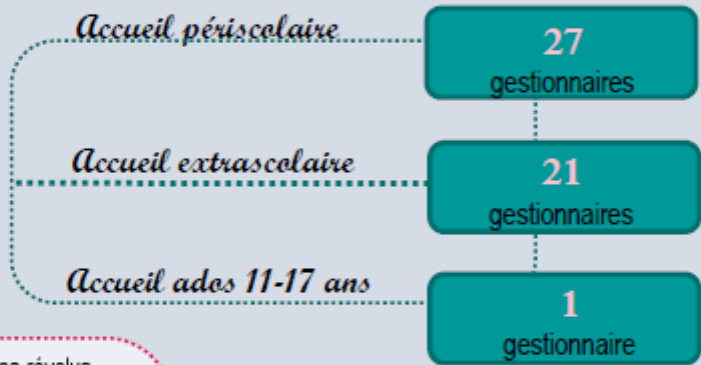 Accueil périscolaire
27
gestionnaires
Accueil extrascolaire
21
gestionnaires
Accueil ados 11-17 ans
1
gestionnaire